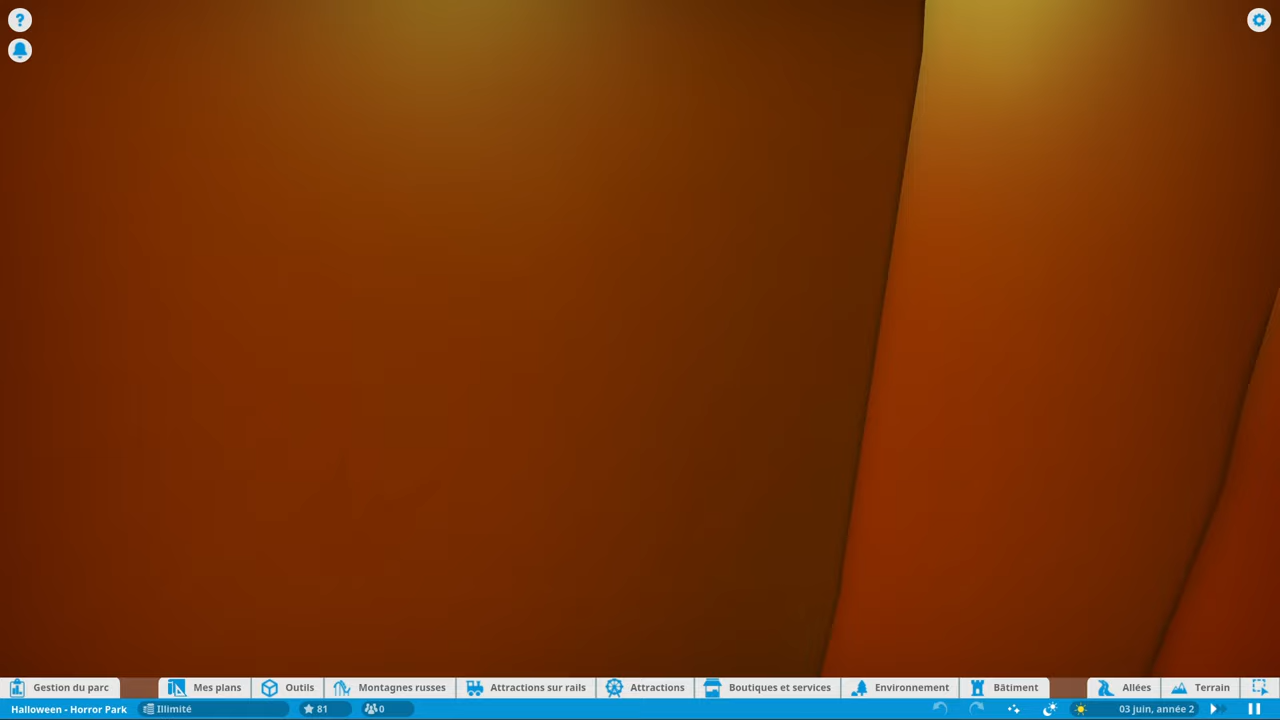 ?
Gestion du parc
Mes plans
Outils
Montagnes russes
Attractions sur rails
Attractions
Boutiques et services
Environnement
Bâtiment
Allées
Terrain
Halloween - Horror Park
Illimité
81
0
03 juin, année 2